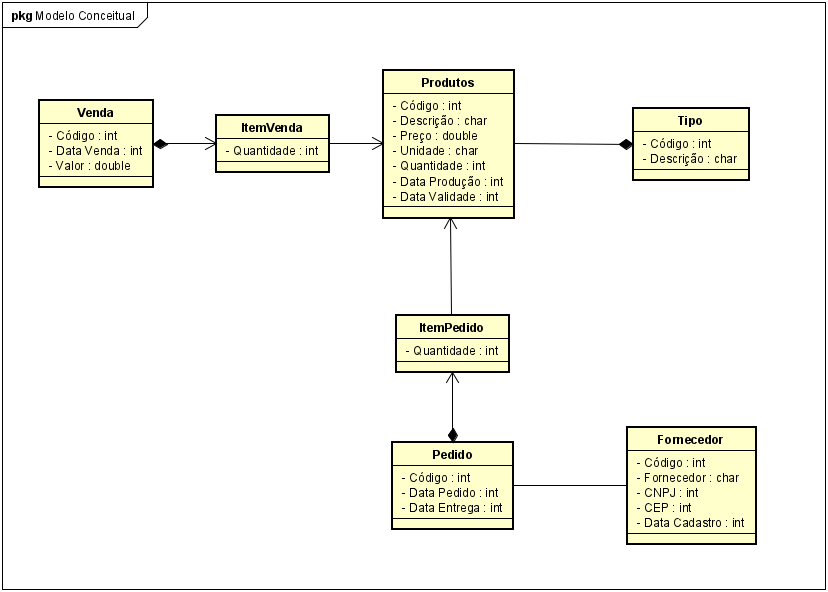 pkg Modelo Conceitual
Venda
- Código : int
- Data Venda : int
- Valor : double
ItemVenda
- Quantidade : int
Produtos
- Código : int
- Descrição : char
- Preço : double
- Unidade : char
- Quantidade : int
- Data Produção : int
- Data Validade : int
Tipo
- Código : int
- Descrição : char
ItemPedido
- Quantidade : int
Pedido
- Código : int
- Data Pedido : int
- Data Entrega : int
Fornecedor
- Código : int
- Fornecedor : char
- CNPJ : int
- CEP : int
- Data Cadastro : int